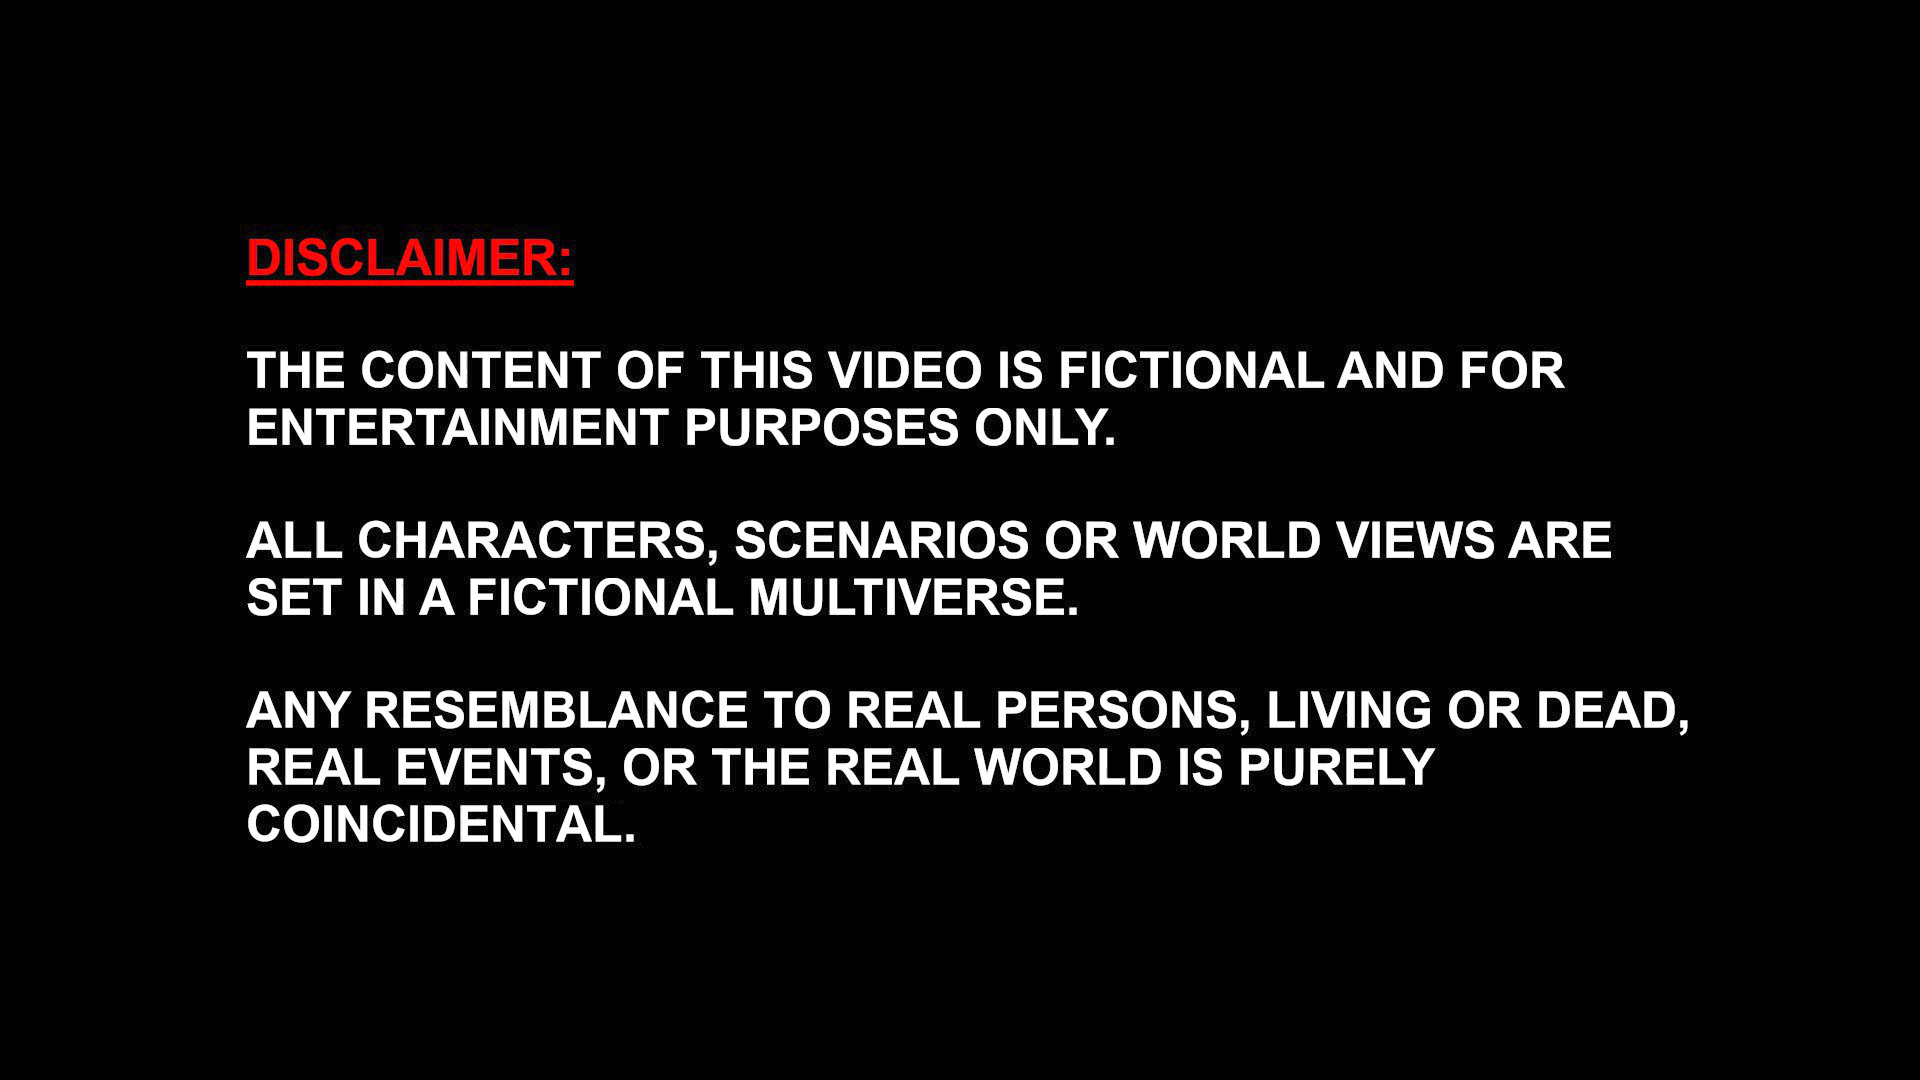 DISCLAIMER:
THE CONTENT OF THIS VIDEO IS FICTIONAL AND FOR
ENTERTAINMENT PURPOSES ONLY.
ALL CHARACTERS, SCENARIOS OR WORLD VIEWS ARE
SET IN A FICTIONAL MULTIVERSE.
ANY RESEMBLANCE TO REAL PERSONS, LIVING OR DEAD,
REAL EVENTS, OR THE REAL WORLD IS PURELY
COINCIDENTAL.